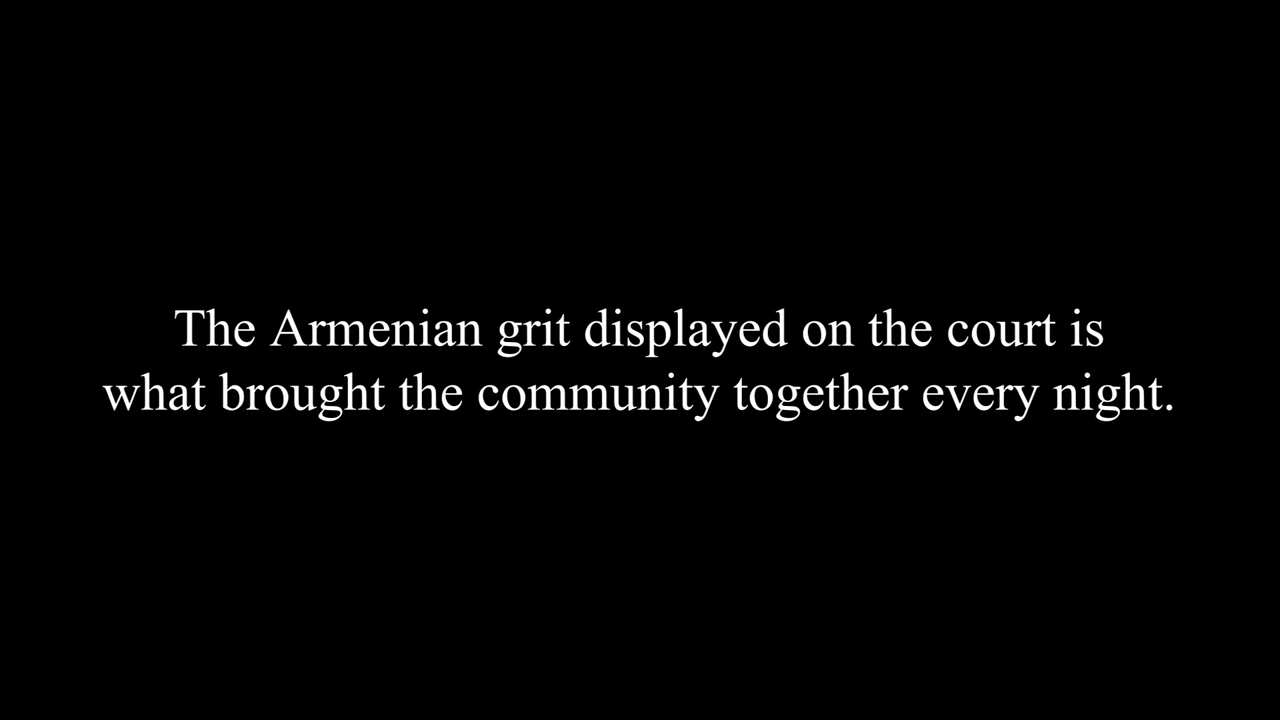 The Armenian grit displayed on the court is
what brought the community together every night.